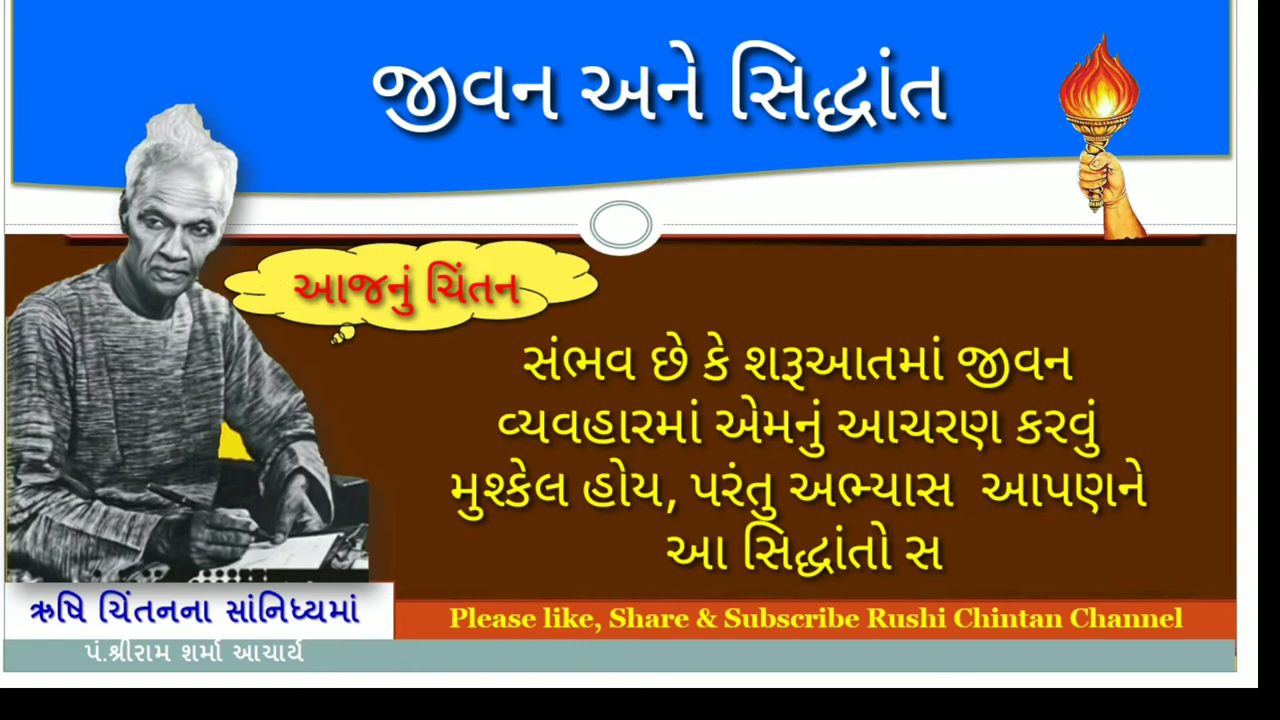 જીવન અને સિદ્ધાંત
આજનું ચિંતન
સંભવ છે કે શરૂઆતમાં જીવન
વ્યવહારમાં એમનું આચરણ કરવું
મુશ્કેલ હોય, પરંતુ અભ્યાસ આપણને
આ સિદ્ધાંતો સ
ઋષિ ચિંતનના સાંનિધ્યમાં
Please like, Share & Subscribe Rushi Chintan Channel
પં.શ્રીરામ શર્મા આચાર્ય